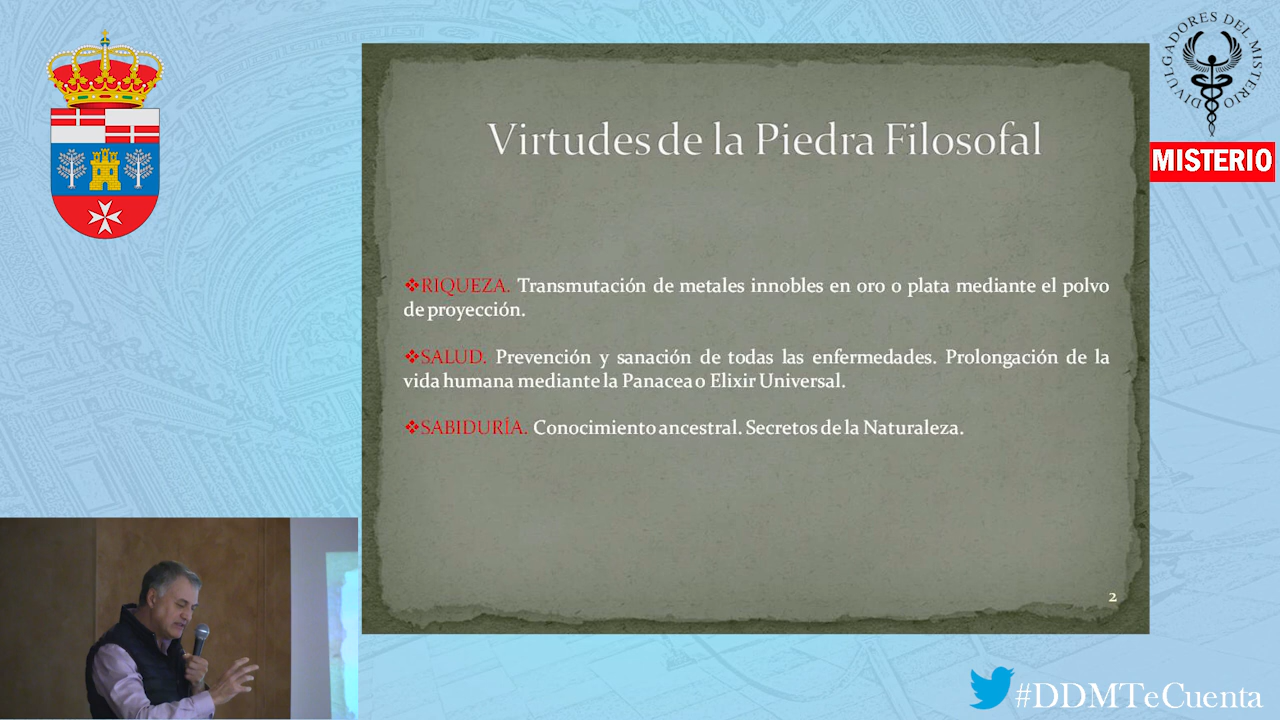 DIVULGADORES DEL MISTERIO
MISTERIO
Virtudes de la Piedra Filosofal
❖RIQUEZA. Transmutación de metales innobles en oro o plata mediante el polvo
de proyección.
❖SALUD. Prevención y sanación de todas las enfermedades. Prolongación de la
vida humana mediante la Panacea o Elixir Universal.
❖SABIDURÍA. Conocimiento ancestral. Secretos de la Naturaleza.
2
#DDMTeCuenta